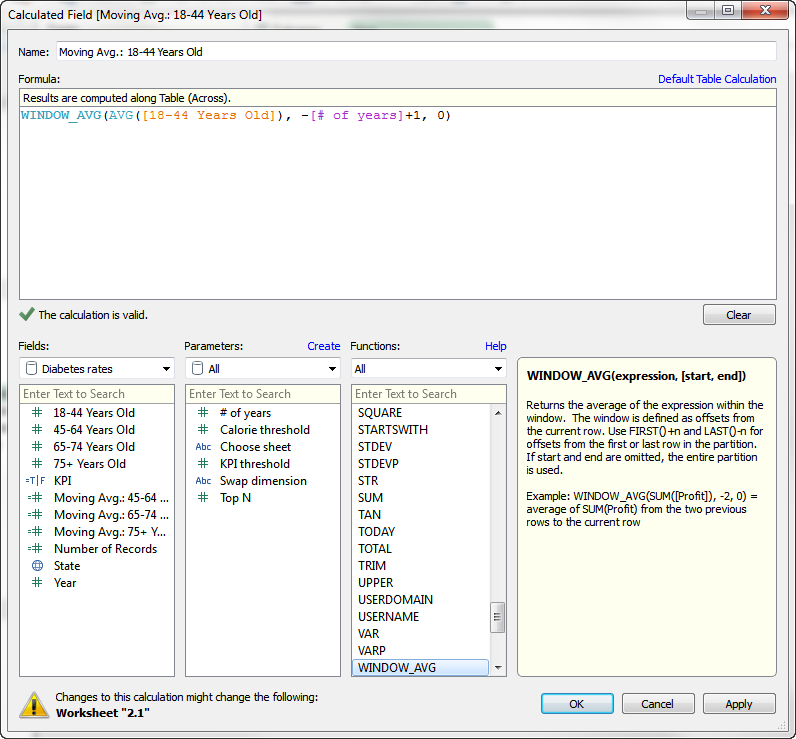 Calculated Field [Moving Avg.: 18-44 Years Old]
Name: Moving Avg.: 18-44 Years Old
Formula:
Default Table Calculation
Results are computed along Table (Across).
WINDOW_AVG(AVG([18-44 Years Old]), -[# of years]+1, 0)
The calculation is valid.
Clear
Fields:
Diabetes rates
Enter Text to Search
18-44 Years Old
45-64 Years Old
65-74 Years Old
75+ Years Old
=T|F KPI
Moving Avg.: 45-64 ...
Moving Avg.: 65-74 ...
Moving Avg.: 75+ Y...
Number of Records
State
Year
Parameters:
Create
All
Enter Text to Search
# of years
Calorie threshold
Abc Choose sheet
KPI threshold
Abc Swap dimension
Top N
Functions:
Help
All
Enter Text to Search
SQUARE
STARTSWITH
STDEV
STDEVP
STR
SUM
TAN
TODAY
TOTAL
TRIM
UPPER
USERDOMAIN
USERNAME
VAR
VARP
WINDOW_AVG
WINDOW_AVG(expression, [start, end])
Returns the average of the expression within the
window. The window is defined as offsets from
the current row. Use FIRST()+n and LAST()-n for
offsets from the first or last row in the partition.
If start and end are omitted, the entire partition
is used.
Example: WINDOW_AVG(SUM([Profit]), -2, 0) =
average of SUM(Profit) from the two previous
rows to the current row
Changes to this calculation might change the following:
Worksheet "2.1"
OK
Cancel
Apply